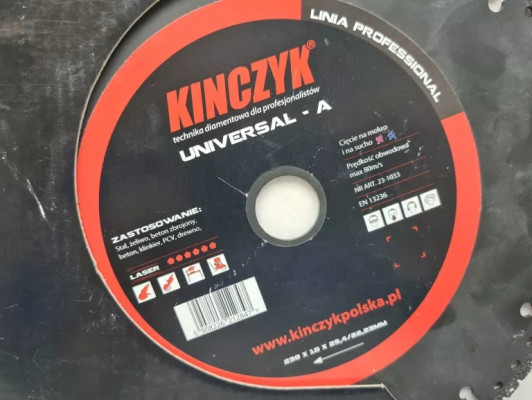 LINIA PROFESSIONAL
KINCZYK®
technika diamentowa dla profesjonalistów
UNIVERSAL - A
Cięcie na mokro
i na sucho
Prędkość obwodowa
max 80m/s
NR ART. 23-1033
EN 13236
ZASTOSOWANIE:
Stal, żeliwo, beton zbrojony,
beton, klinkier, PCV, drewno,
LASER
www.kinczykpolska.pl
230 X 10 X 25,4/22,23MM